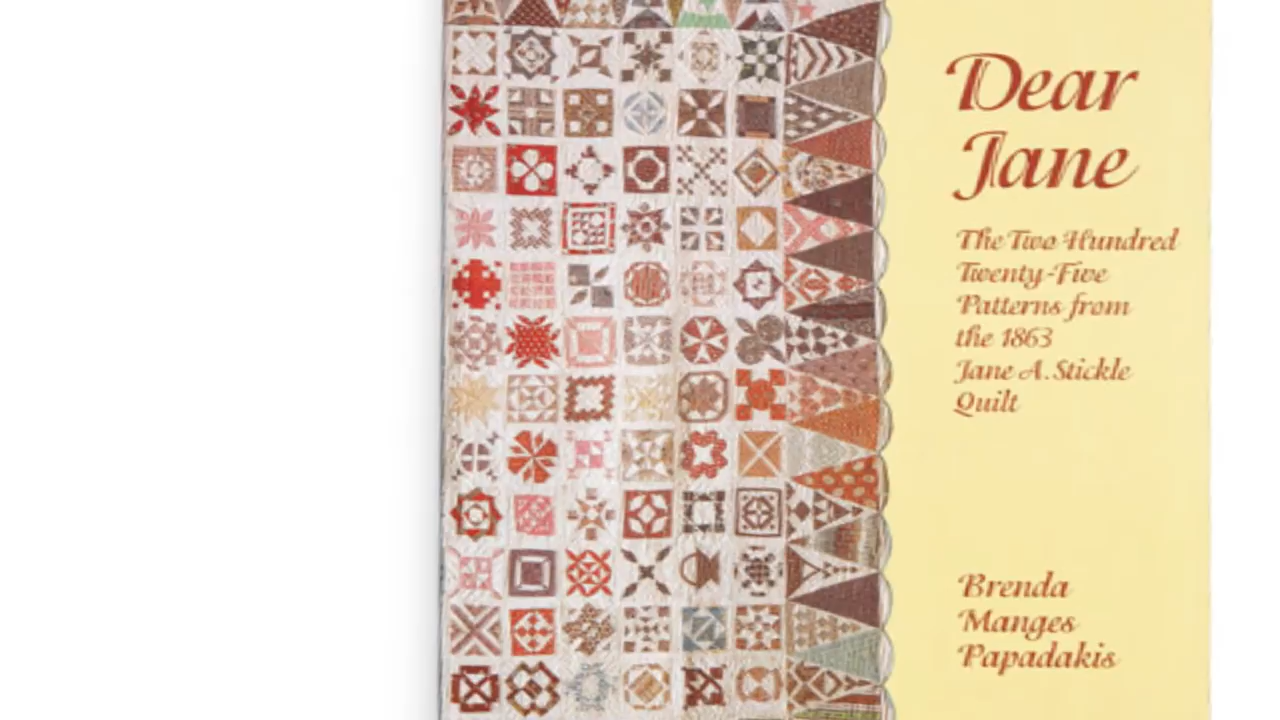 Dear
Jane
The Two Hundred
Twenty-Five
Patterns from
the 1863
Jane A. Stickle
Quilt
Brenda
Manges
Papadakis